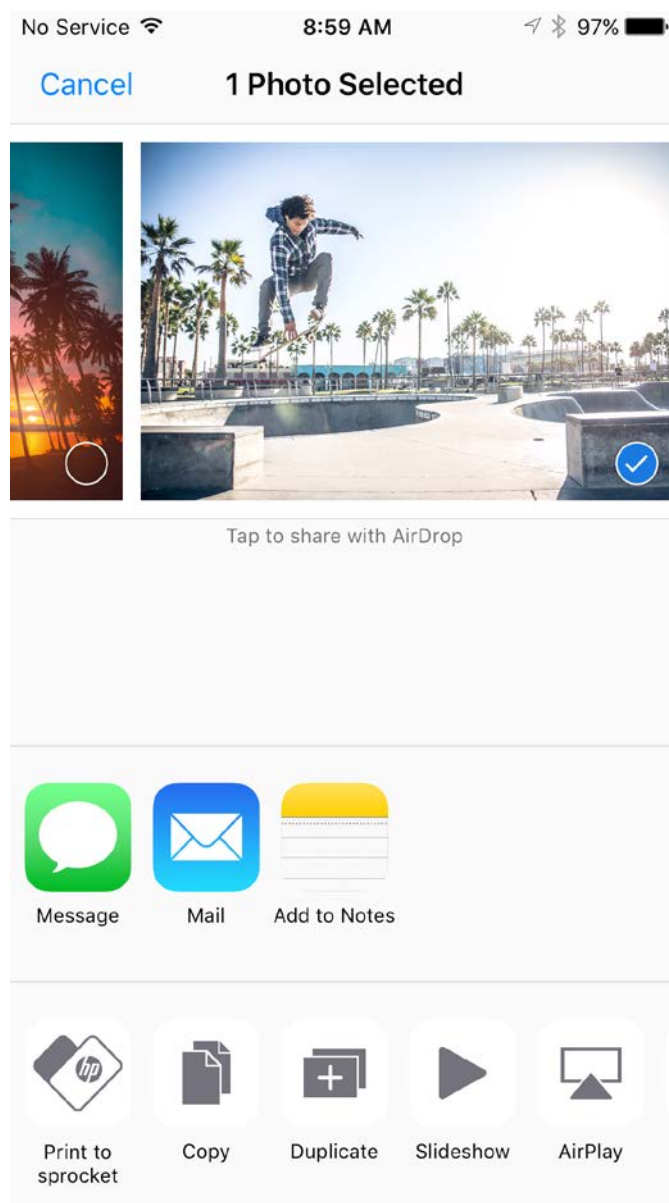 No Service 8:59 AM 97%
Cancel 1 Photo Selected
Tap to share with AirDrop
Message Mail Add to Notes
hp
Print to sprocket Copy Duplicate Slideshow AirPlay